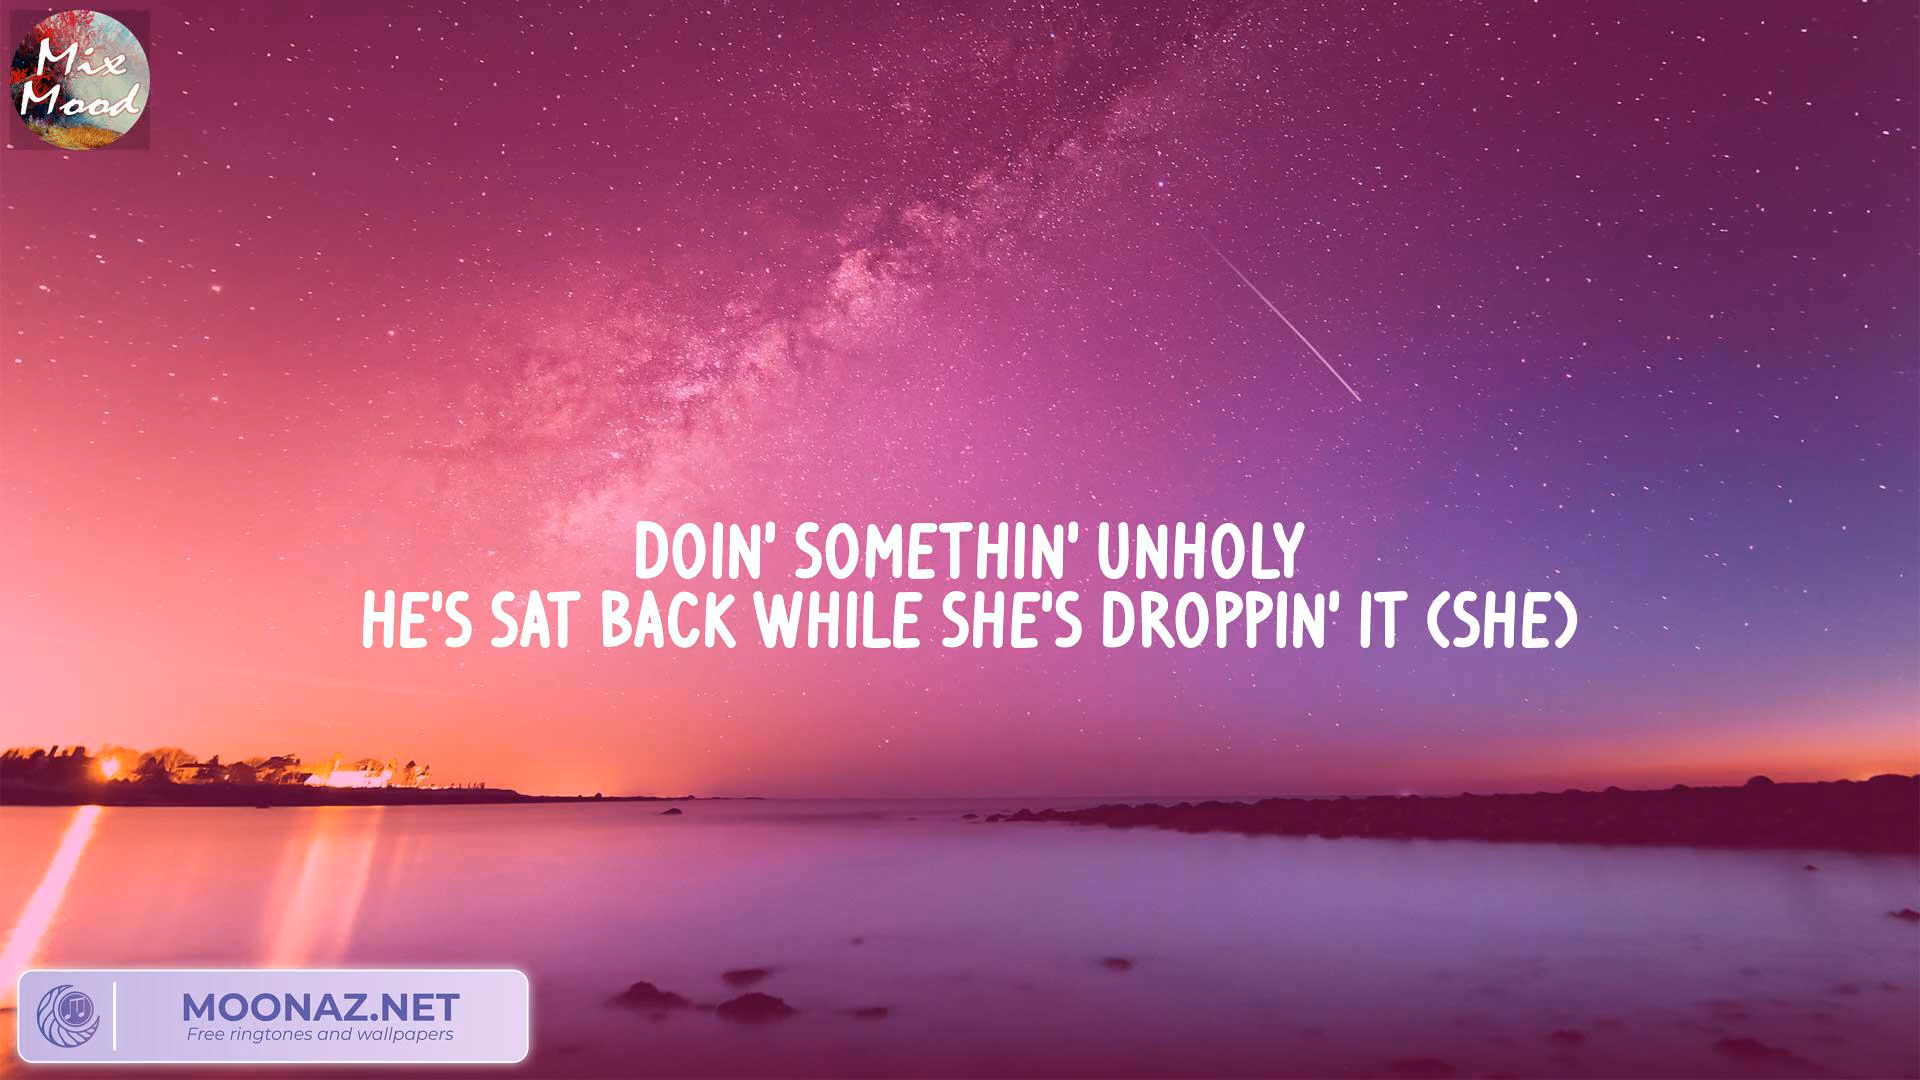 Mix
Mood
DOIN' SOMETHIN' UNHOLY
HE'S SAT BACK WHILE SHE'S DROPPIN' IT (SHE)
MOONAZ.NET
Free ringtones and wallpapers